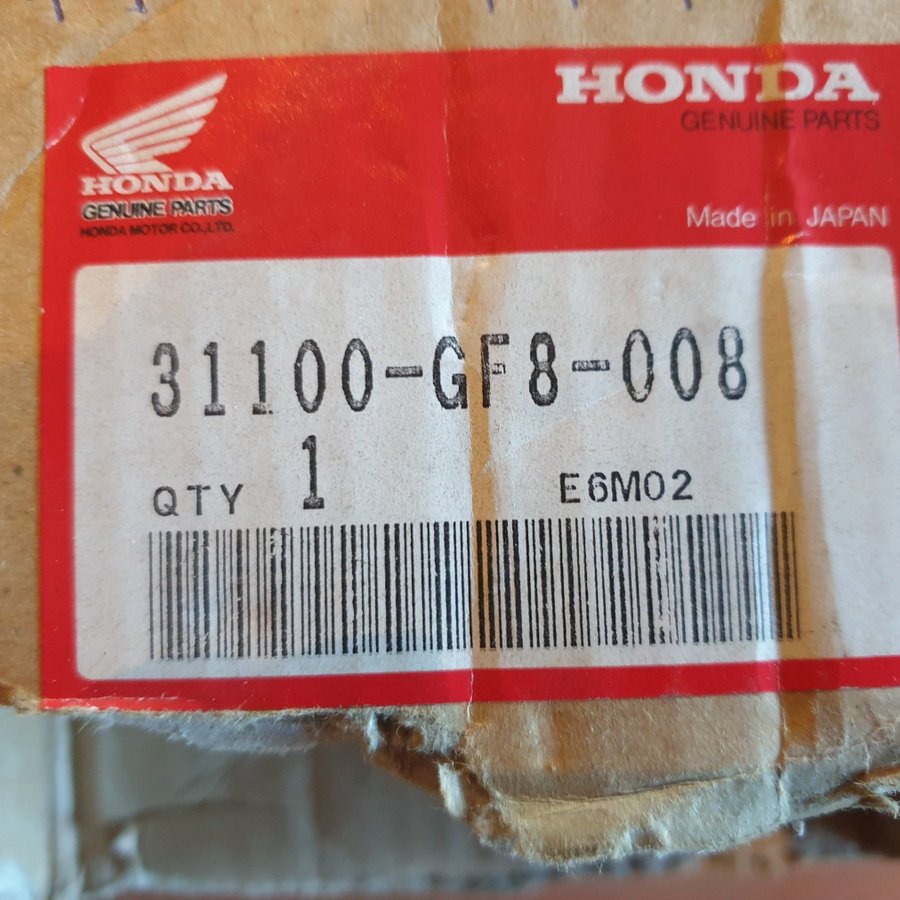 HONDA
GENUINE PARTS
HONDA MOTOR CO.,LTD.
HONDA
GENUINE PARTS
Made in JAPAN
31100-GF8-008
QTY 1 E6M02